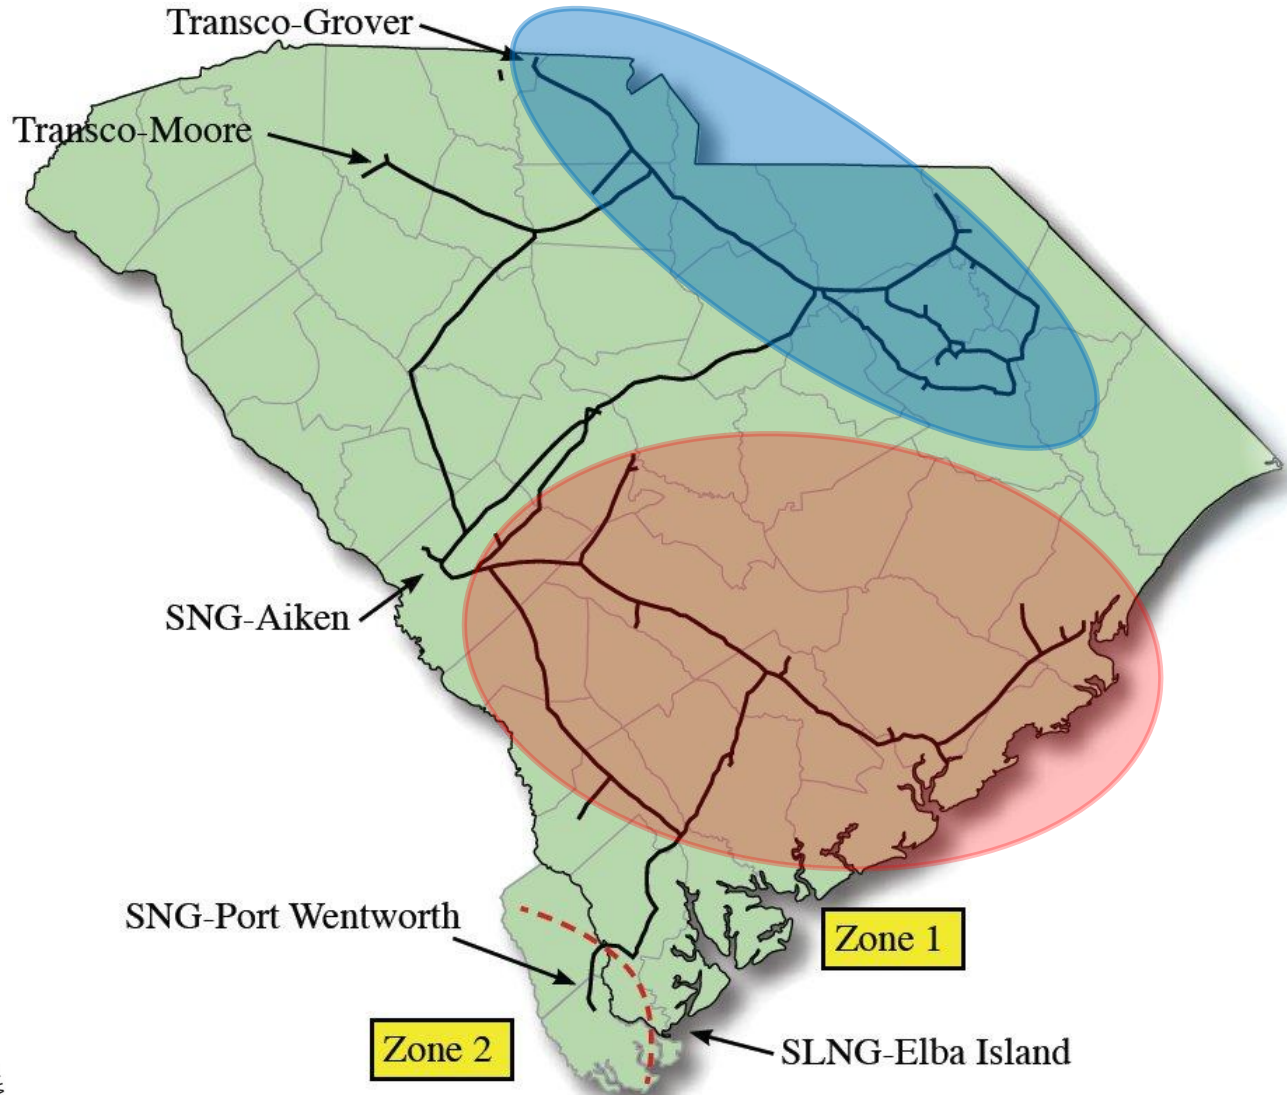 Transco-Grover
Transco-Moore
SNG-Aiken
SNG-Port Wentworth
Zone 1
Zone 2
SLNG-Elba Island